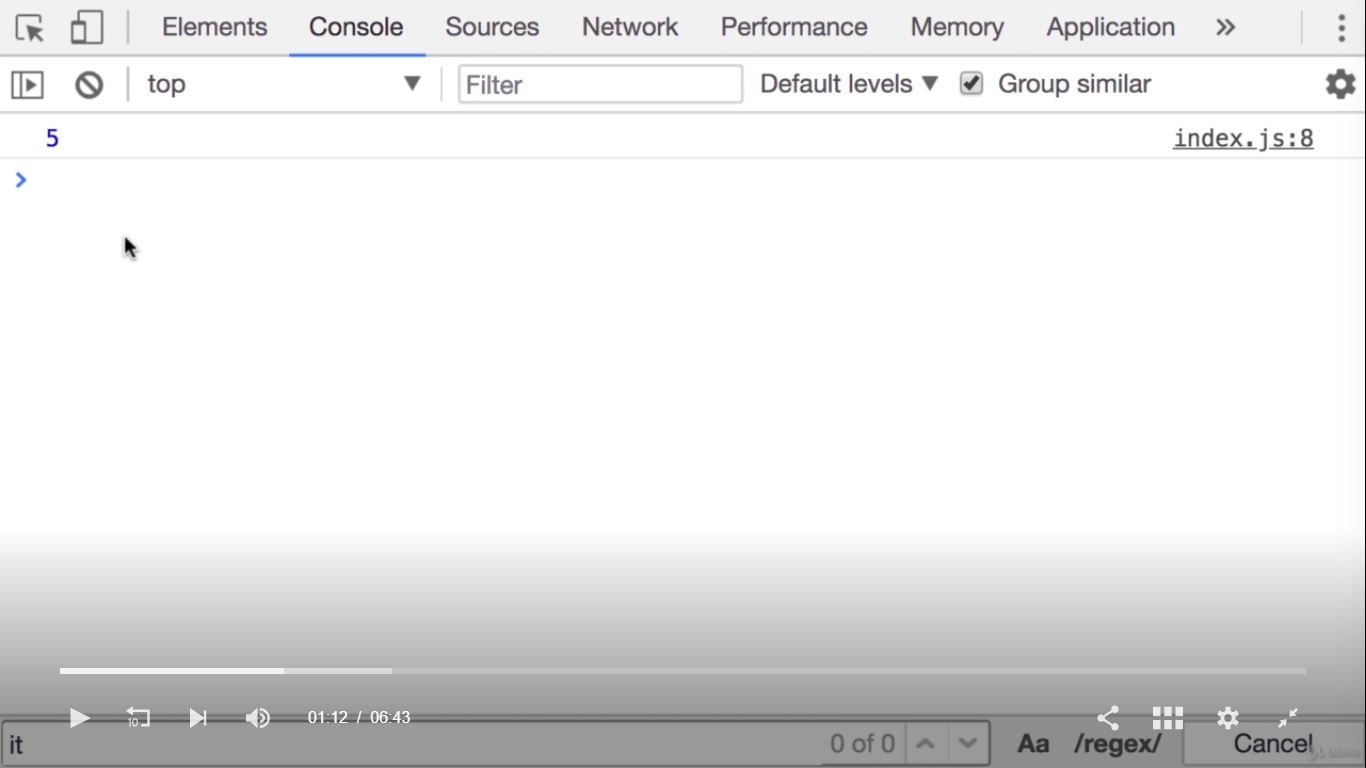 Elements Console Sources Network Performance Memory Application »
top ▼ Filter Default levels ▼ Group similar
5 index.js:8
>
10
01:12 / 06:43
it 0 of 0 Aa /regex/ Cancel
Udemy